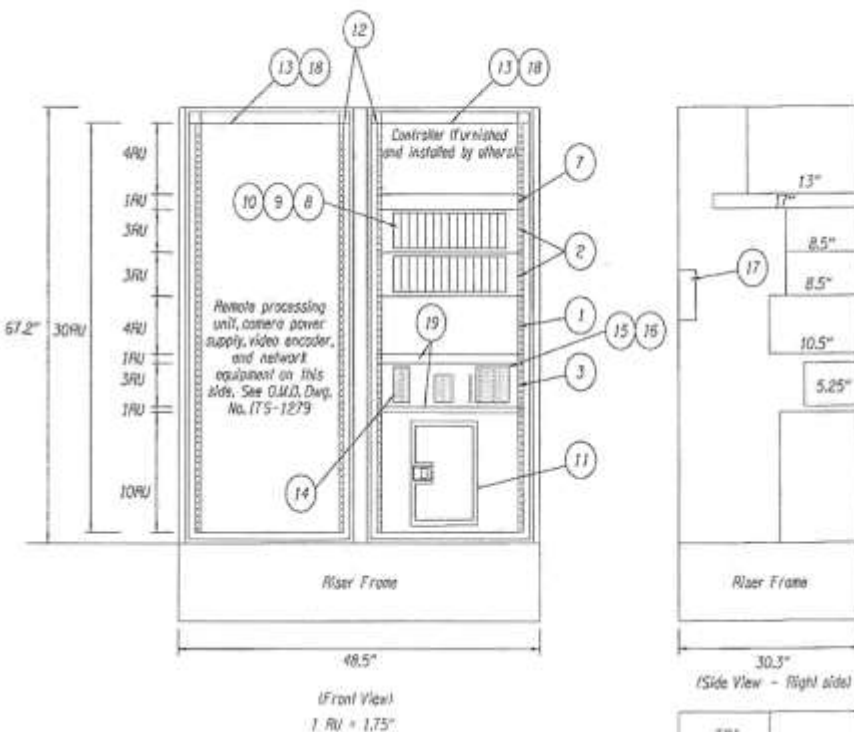 12
13 18
13 18
Controller (furnished
and installed by others)
4RU
7
13"
1RU
17"
10 9 8
3RU
8.5"
2
17
3RU
8.5"
67.2"
30RU
Remote processing
unit, camera power
supply, video encoder,
and network
equipment on this
side. See O.M.O. Dwg.
No. ITS-1279
1
4RU
19
15 16
10.5"
1RU
3
3RU
5.25"
1RU
11
14
10RU
Riser Frame
Riser Frame
48.5"
30.3"
(Side View - Right side)
(Front View)
1 RU = 1.75"